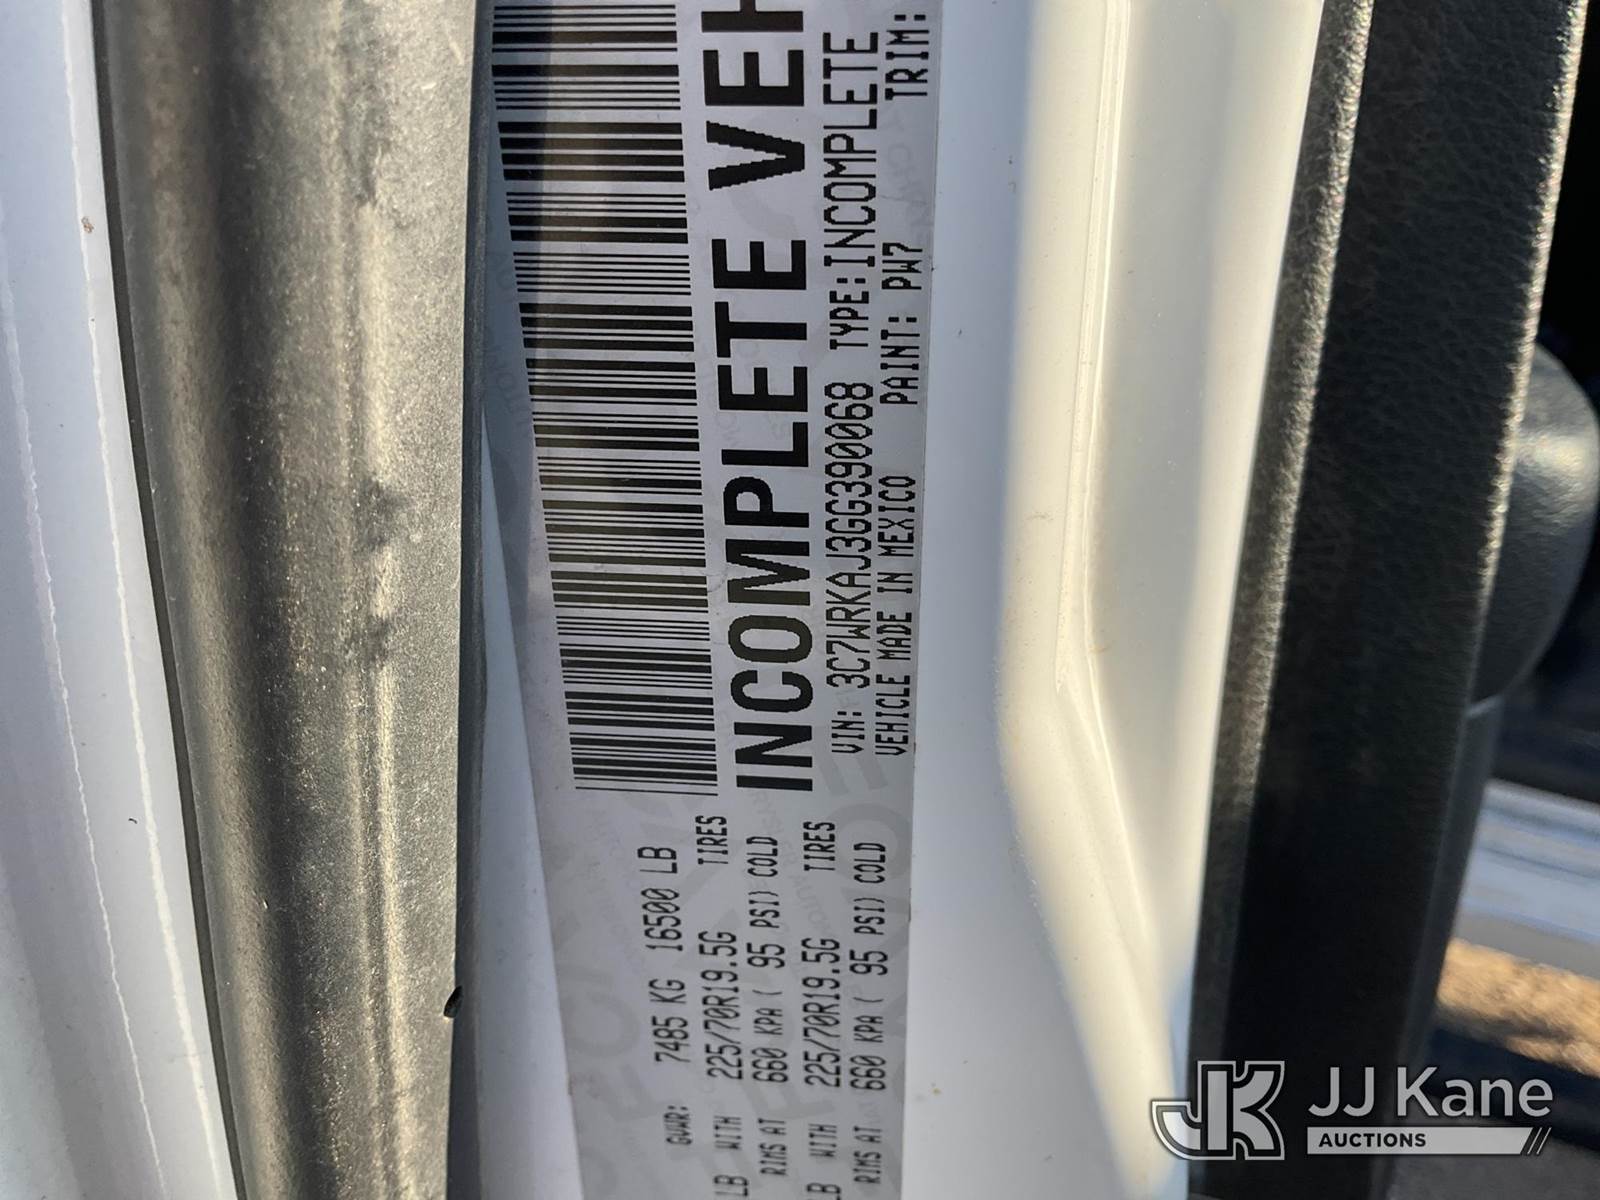 GVWR: 7485 KG 16500 LB
LB WITH 225/70R19.5G TIRES
RIMS AT 660 KPA ( 95 PSI) COLD
LB WITH 225/70R19.5G TIRES
RIMS AT 660 KPA ( 95 PSI) COLD
INCOMPLETE VEH
VIN: 3C7WRKAJ3GG390068 TYPE:INCOMPLETE
VEHICLE MADE IN MEXICO PAINT: PW7 TRIM:
JK JJ Kane
AUCTIONS